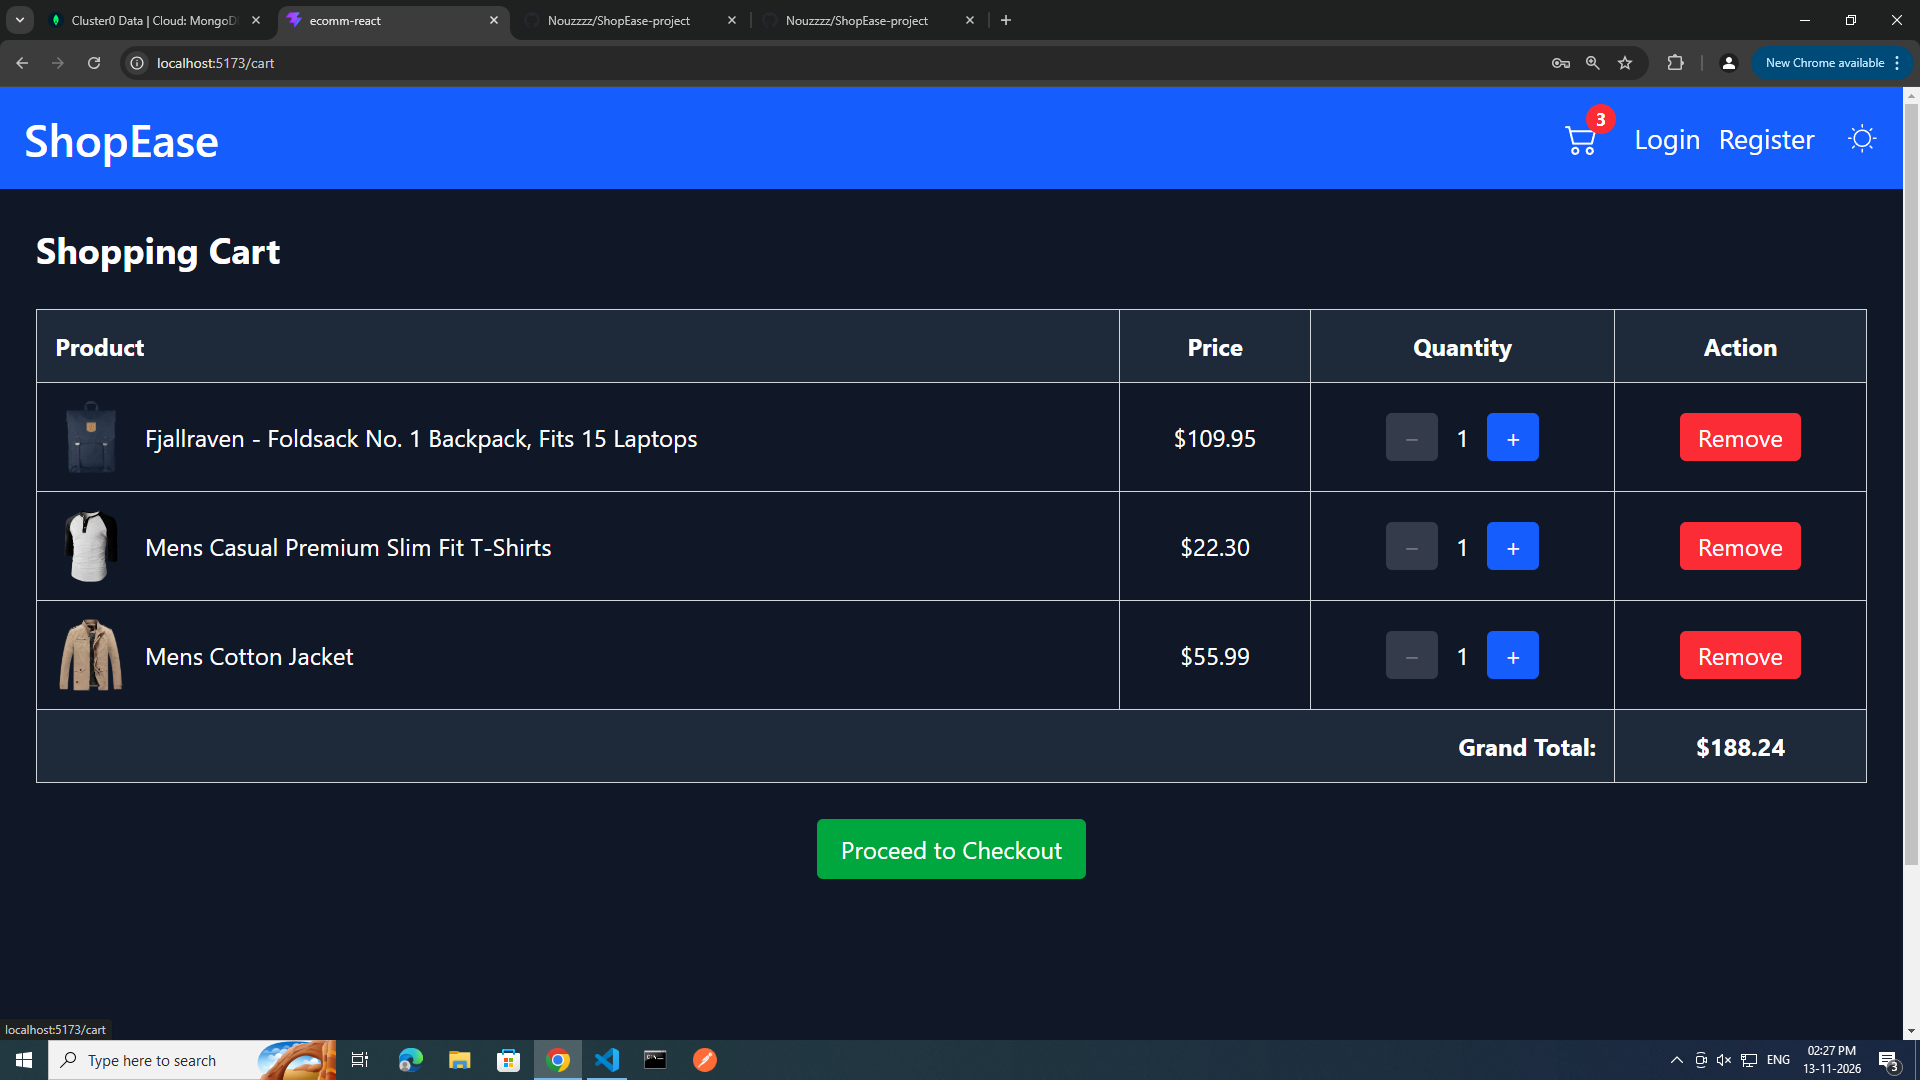 Cluster0 Data | Cloud: MongoD
ecomm-react
Nouzzzz/ShopEase-project
Nouzzzz/ShopEase-project
localhost:5173/cart
New Chrome available
ShopEase
3
Login
Register
Shopping Cart
Product Price Quantity Action
Fjallraven - Foldsack No. 1 Backpack, Fits 15 Laptops $109.95 − 1 + Remove
Mens Casual Premium Slim Fit T-Shirts $22.30 − 1 + Remove
Mens Cotton Jacket $55.99 − 1 + Remove
Grand Total: $188.24
Proceed to Checkout
localhost:5173/cart
Type here to search
ENG
02:27 PM
13-11-2026
3